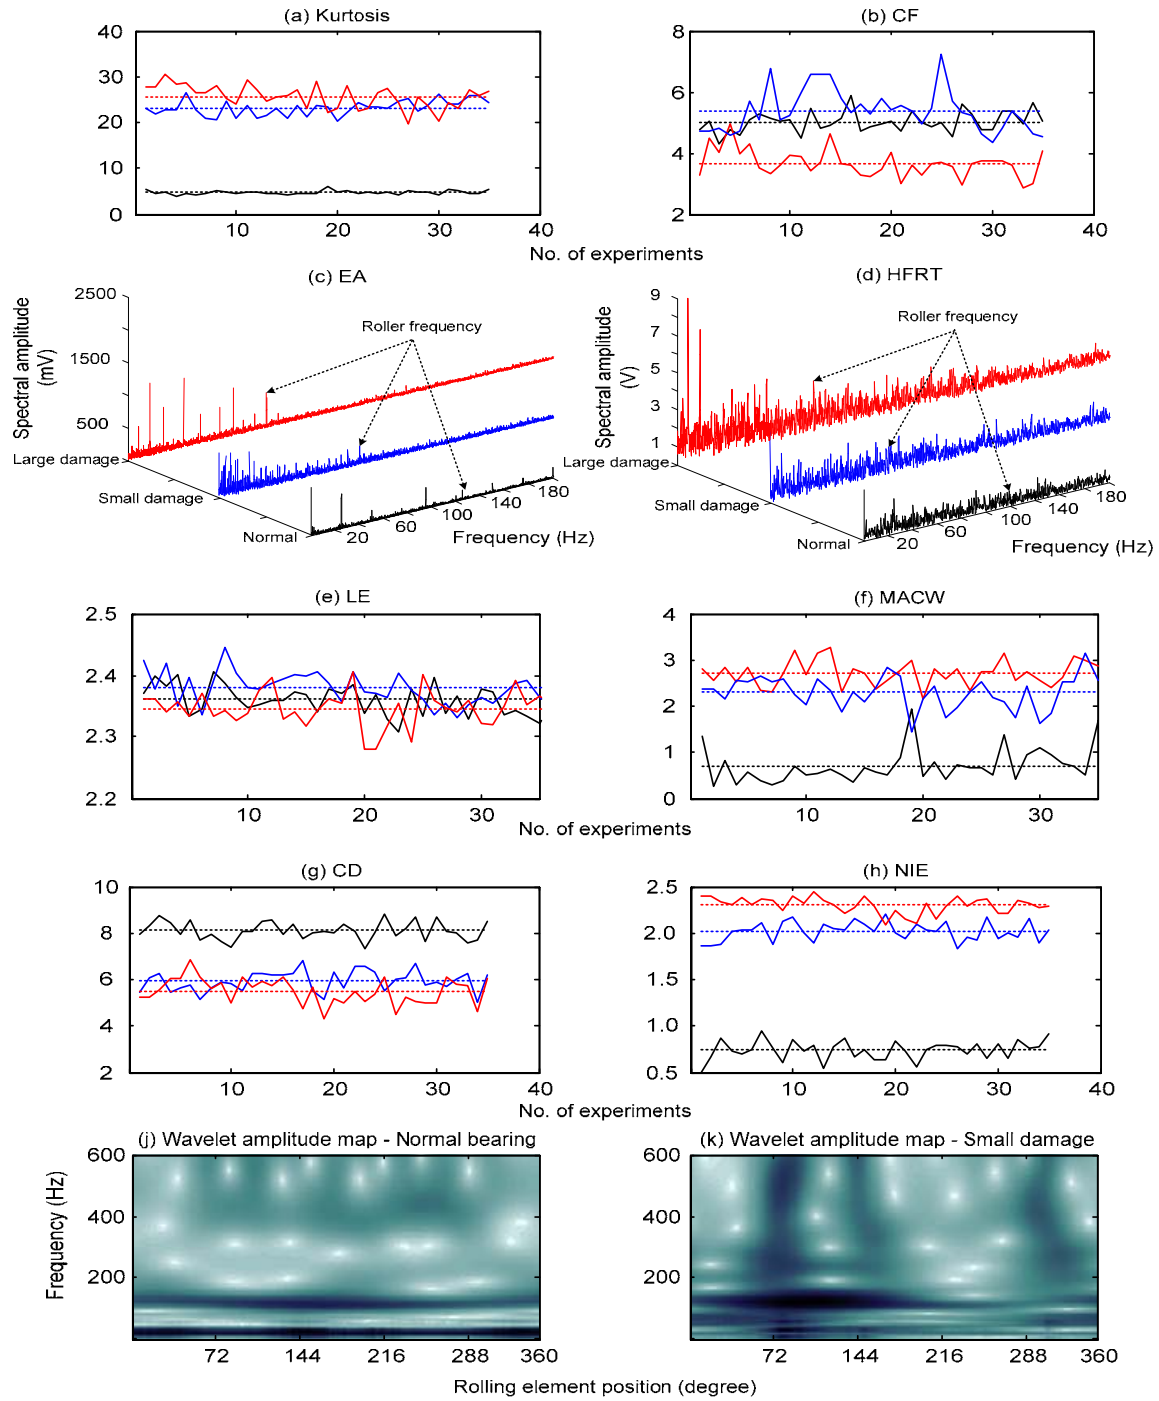 (a) Kurtosis
(b) CF
40
30
20
10
0
10
20
30
40
8
6
4
2
10
20
30
40
No. of experiments
(c) EA
(d) HFRT
Spectral amplitude
(mV)
2500
1500
500
Roller frequency
Large damage
Small damage
Normal
20
60
100
140
180
Frequency (Hz)
Spectral amplitude
(V)
9
7
5
3
1
Roller frequency
Large damage
Small damage
Normal
20
60
100
140
180
Frequency (Hz)
(e) LE
(f) MACW
2.5
2.4
2.3
2.2
10
20
30
4
3
2
1
0
10
20
30
No. of experiments
(g) CD
(h) NIE
10
8
6
4
2
10
20
30
40
2.5
2.0
1.5
1.0
0.5
10
20
30
40
No. of experiments
(j) Wavelet amplitude map - Normal bearing
(k) Wavelet amplitude map - Small damage
Frequency (Hz)
600
400
200
72
144
216
288
360
600
400
200
72
144
216
288
360
Rolling element position (degree)